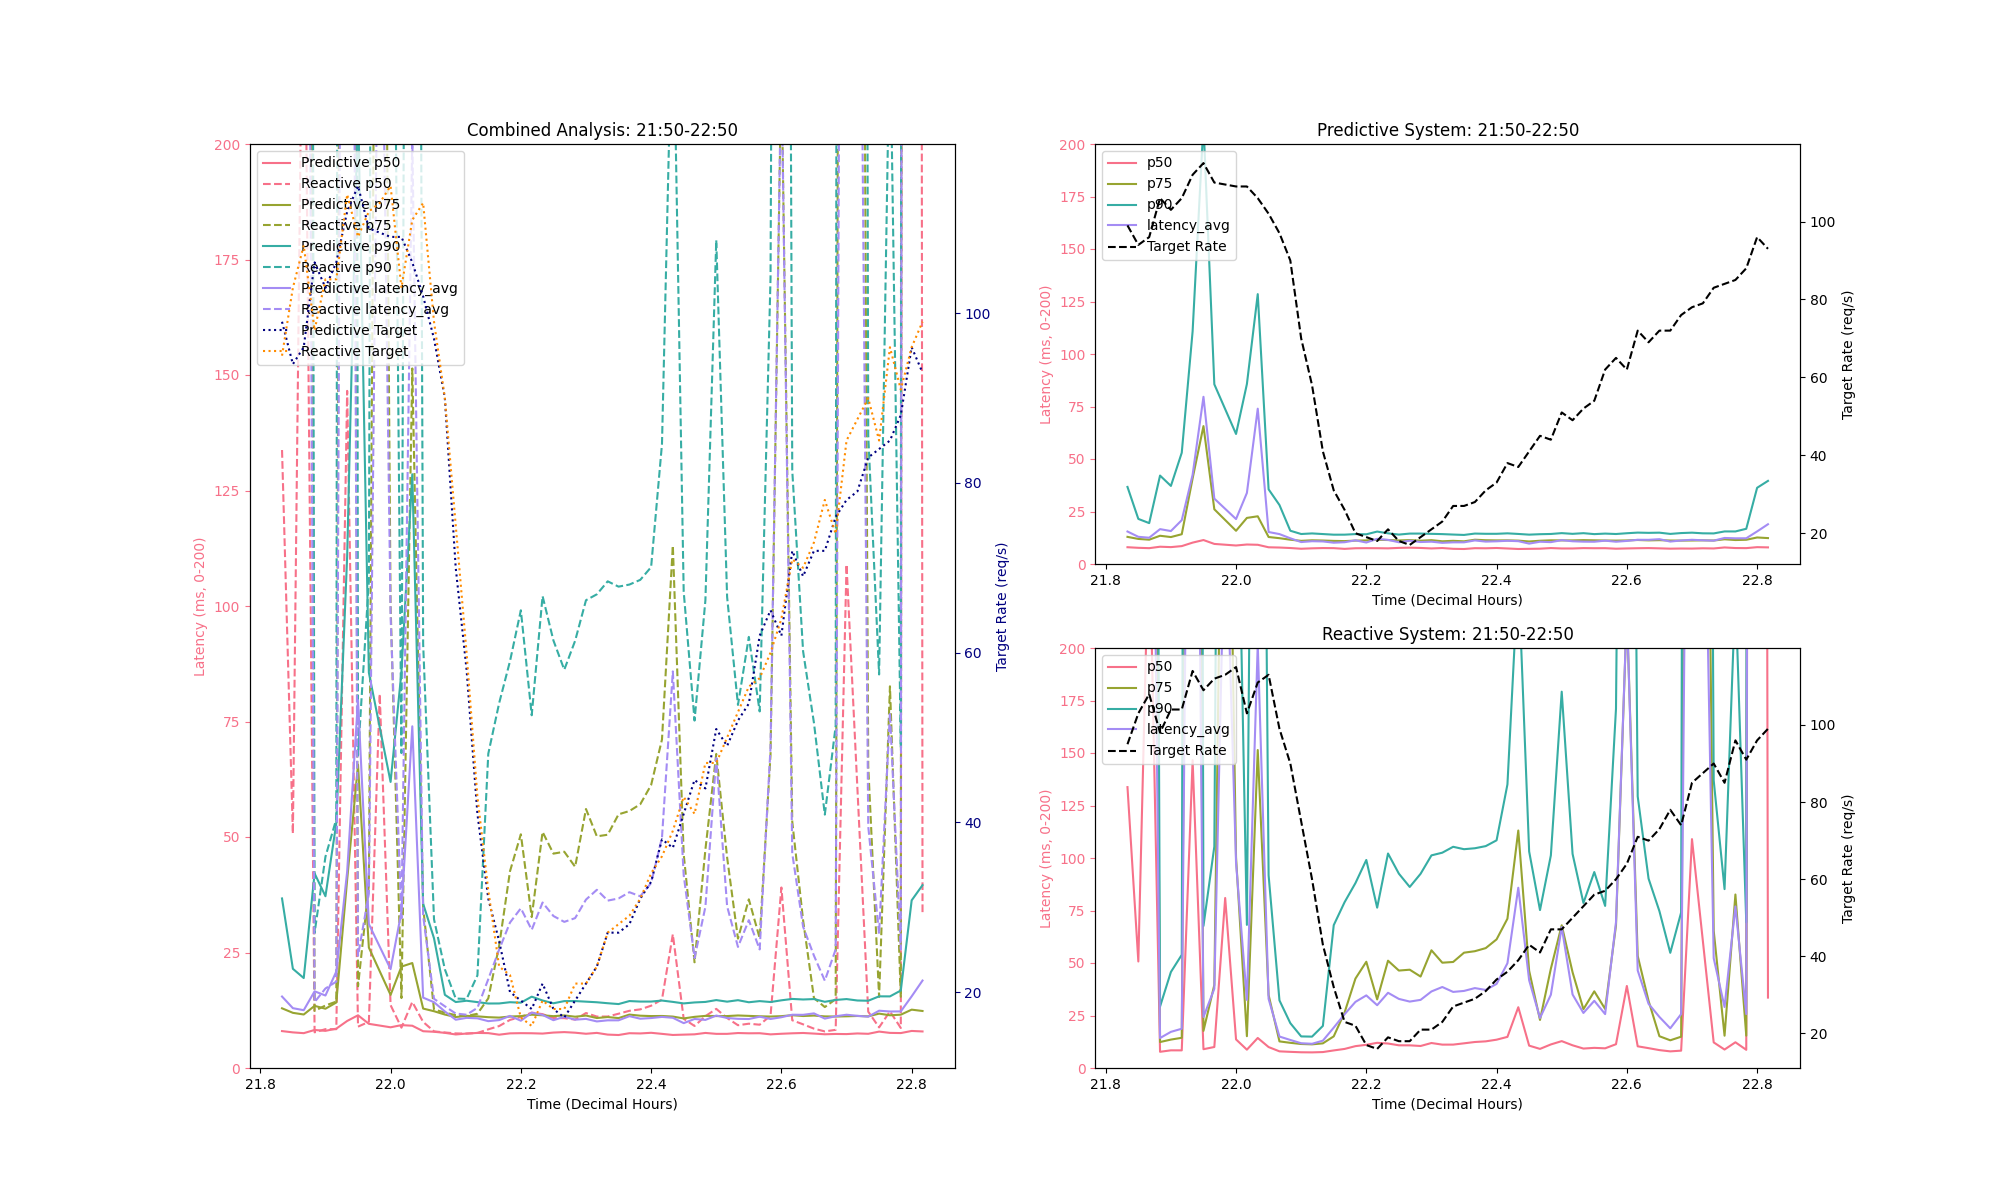 Combined Analysis: 21:50-22:50
200
175
150
125
100
75
50
25
0
Latency (ms, 0-200)
Predictive p50
Reactive p50
Predictive p75
Reactive p75
Predictive p90
Reactive p90
Predictive latency_avg
Reactive latency_avg
Predictive Target
Reactive Target
100
80
60
40
20
Target Rate (req/s)
21.8 22.0 22.2 22.4 22.6 22.8
Time (Decimal Hours)
Predictive System: 21:50-22:50
200
175
150
125
100
75
50
25
0
Latency (ms, 0-200)
p50
p75
p90
latency_avg
Target Rate
100
80
60
40
20
Target Rate (req/s)
21.8 22.0 22.2 22.4 22.6 22.8
Time (Decimal Hours)
Reactive System: 21:50-22:50
200
175
150
125
100
75
50
25
0
Latency (ms, 0-200)
p50
p75
p90
latency_avg
Target Rate
100
80
60
40
20
Target Rate (req/s)
21.8 22.0 22.2 22.4 22.6 22.8
Time (Decimal Hours)